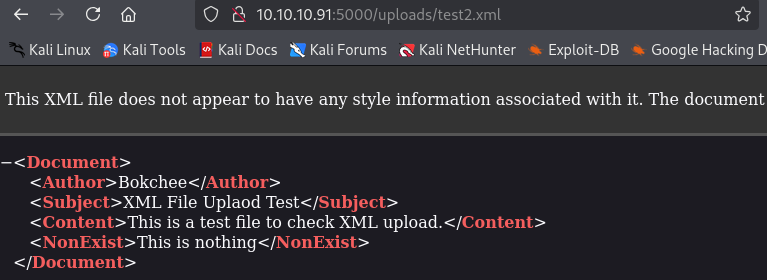 10.10.10.91:5000/uploads/test2.xml
Kali Linux Kali Tools Kali Docs Kali Forums Kali NetHunter Exploit-DB Google Hacking D
This XML file does not appear to have any style information associated with it. The document
−<Document>
<Author>Bokchee</Author>
<Subject>XML File Uplaod Test</Subject>
<Content>This is a test file to check XML upload.</Content>
<NonExist>This is nothing</NonExist>
</Document>